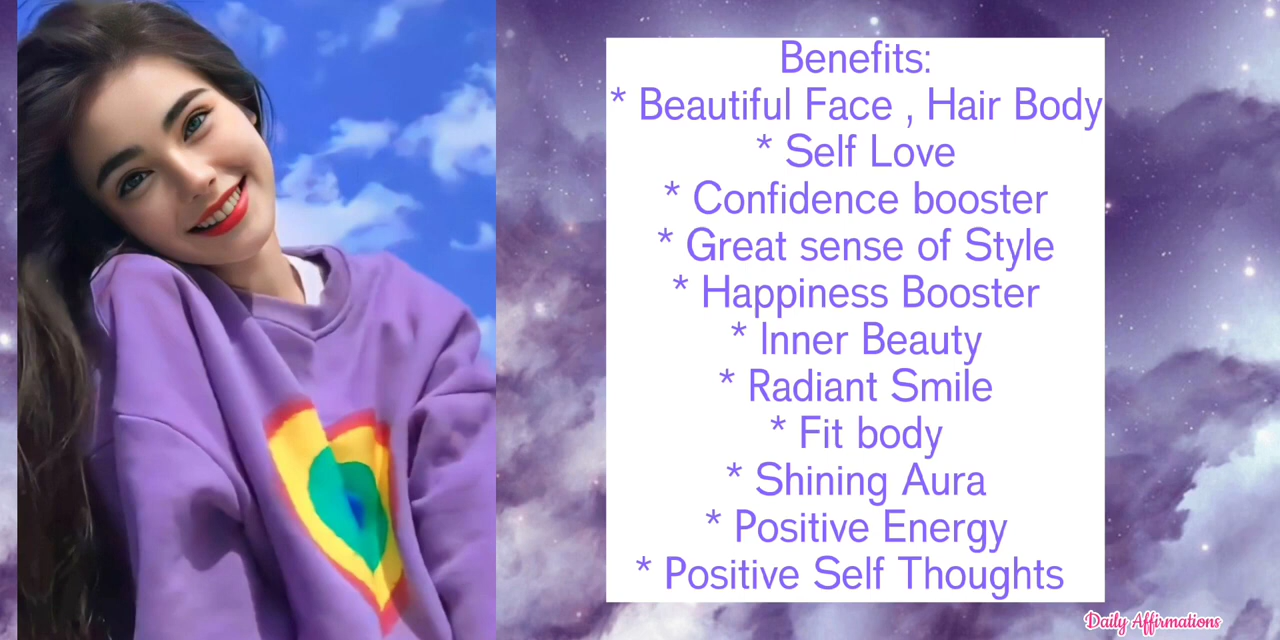 Benefits:
* Beautiful Face , Hair Body
* Self Love
* Confidence booster
* Great sense of Style
* Happiness Booster
* Inner Beauty
* Radiant Smile
* Fit body
* Shining Aura
* Positive Energy
* Positive Self Thoughts
Daily Affirmations